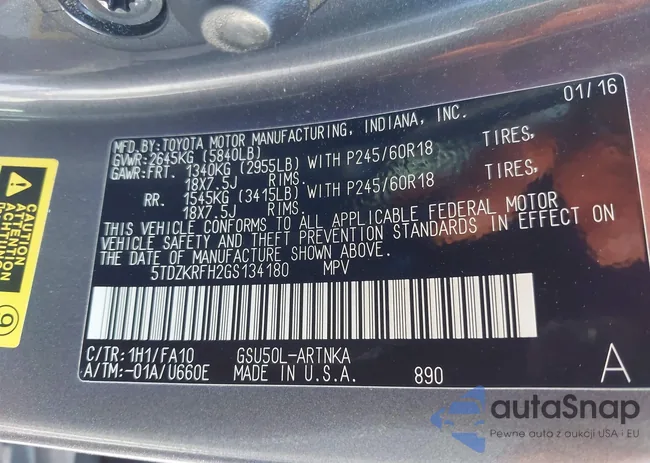 01/16
MFD.BY: TOYOTA MOTOR MANUFACTURING, INDIANA, INC.
GVWR: 2645KG (5840LB)
GAWR: FRT. 1340KG (2955LB) WITH P245/60R18 TIRES,
18X7.5J RIMS.
RR. 1545KG (3415LB) WITH P245/60R18 TIRES,
18X7.5J RIMS.
THIS VEHICLE CONFORMS TO ALL APPLICABLE FEDERAL MOTOR
VEHICLE SAFETY AND THEFT PREVENTION STANDARDS IN EFFECT ON
THE DATE OF MANUFACTURE SHOWN ABOVE.
5TDZKRFH2GS134180 MPV
C/TR: 1H1/FA10 GSU50L-ARTNKA
A/TM: -01A/U660E MADE IN U.S.A. 890 A
CAUTION
ATTENTION
ACHTUNG
9
autaSnap
Pewne auto z aukcji USA · EU